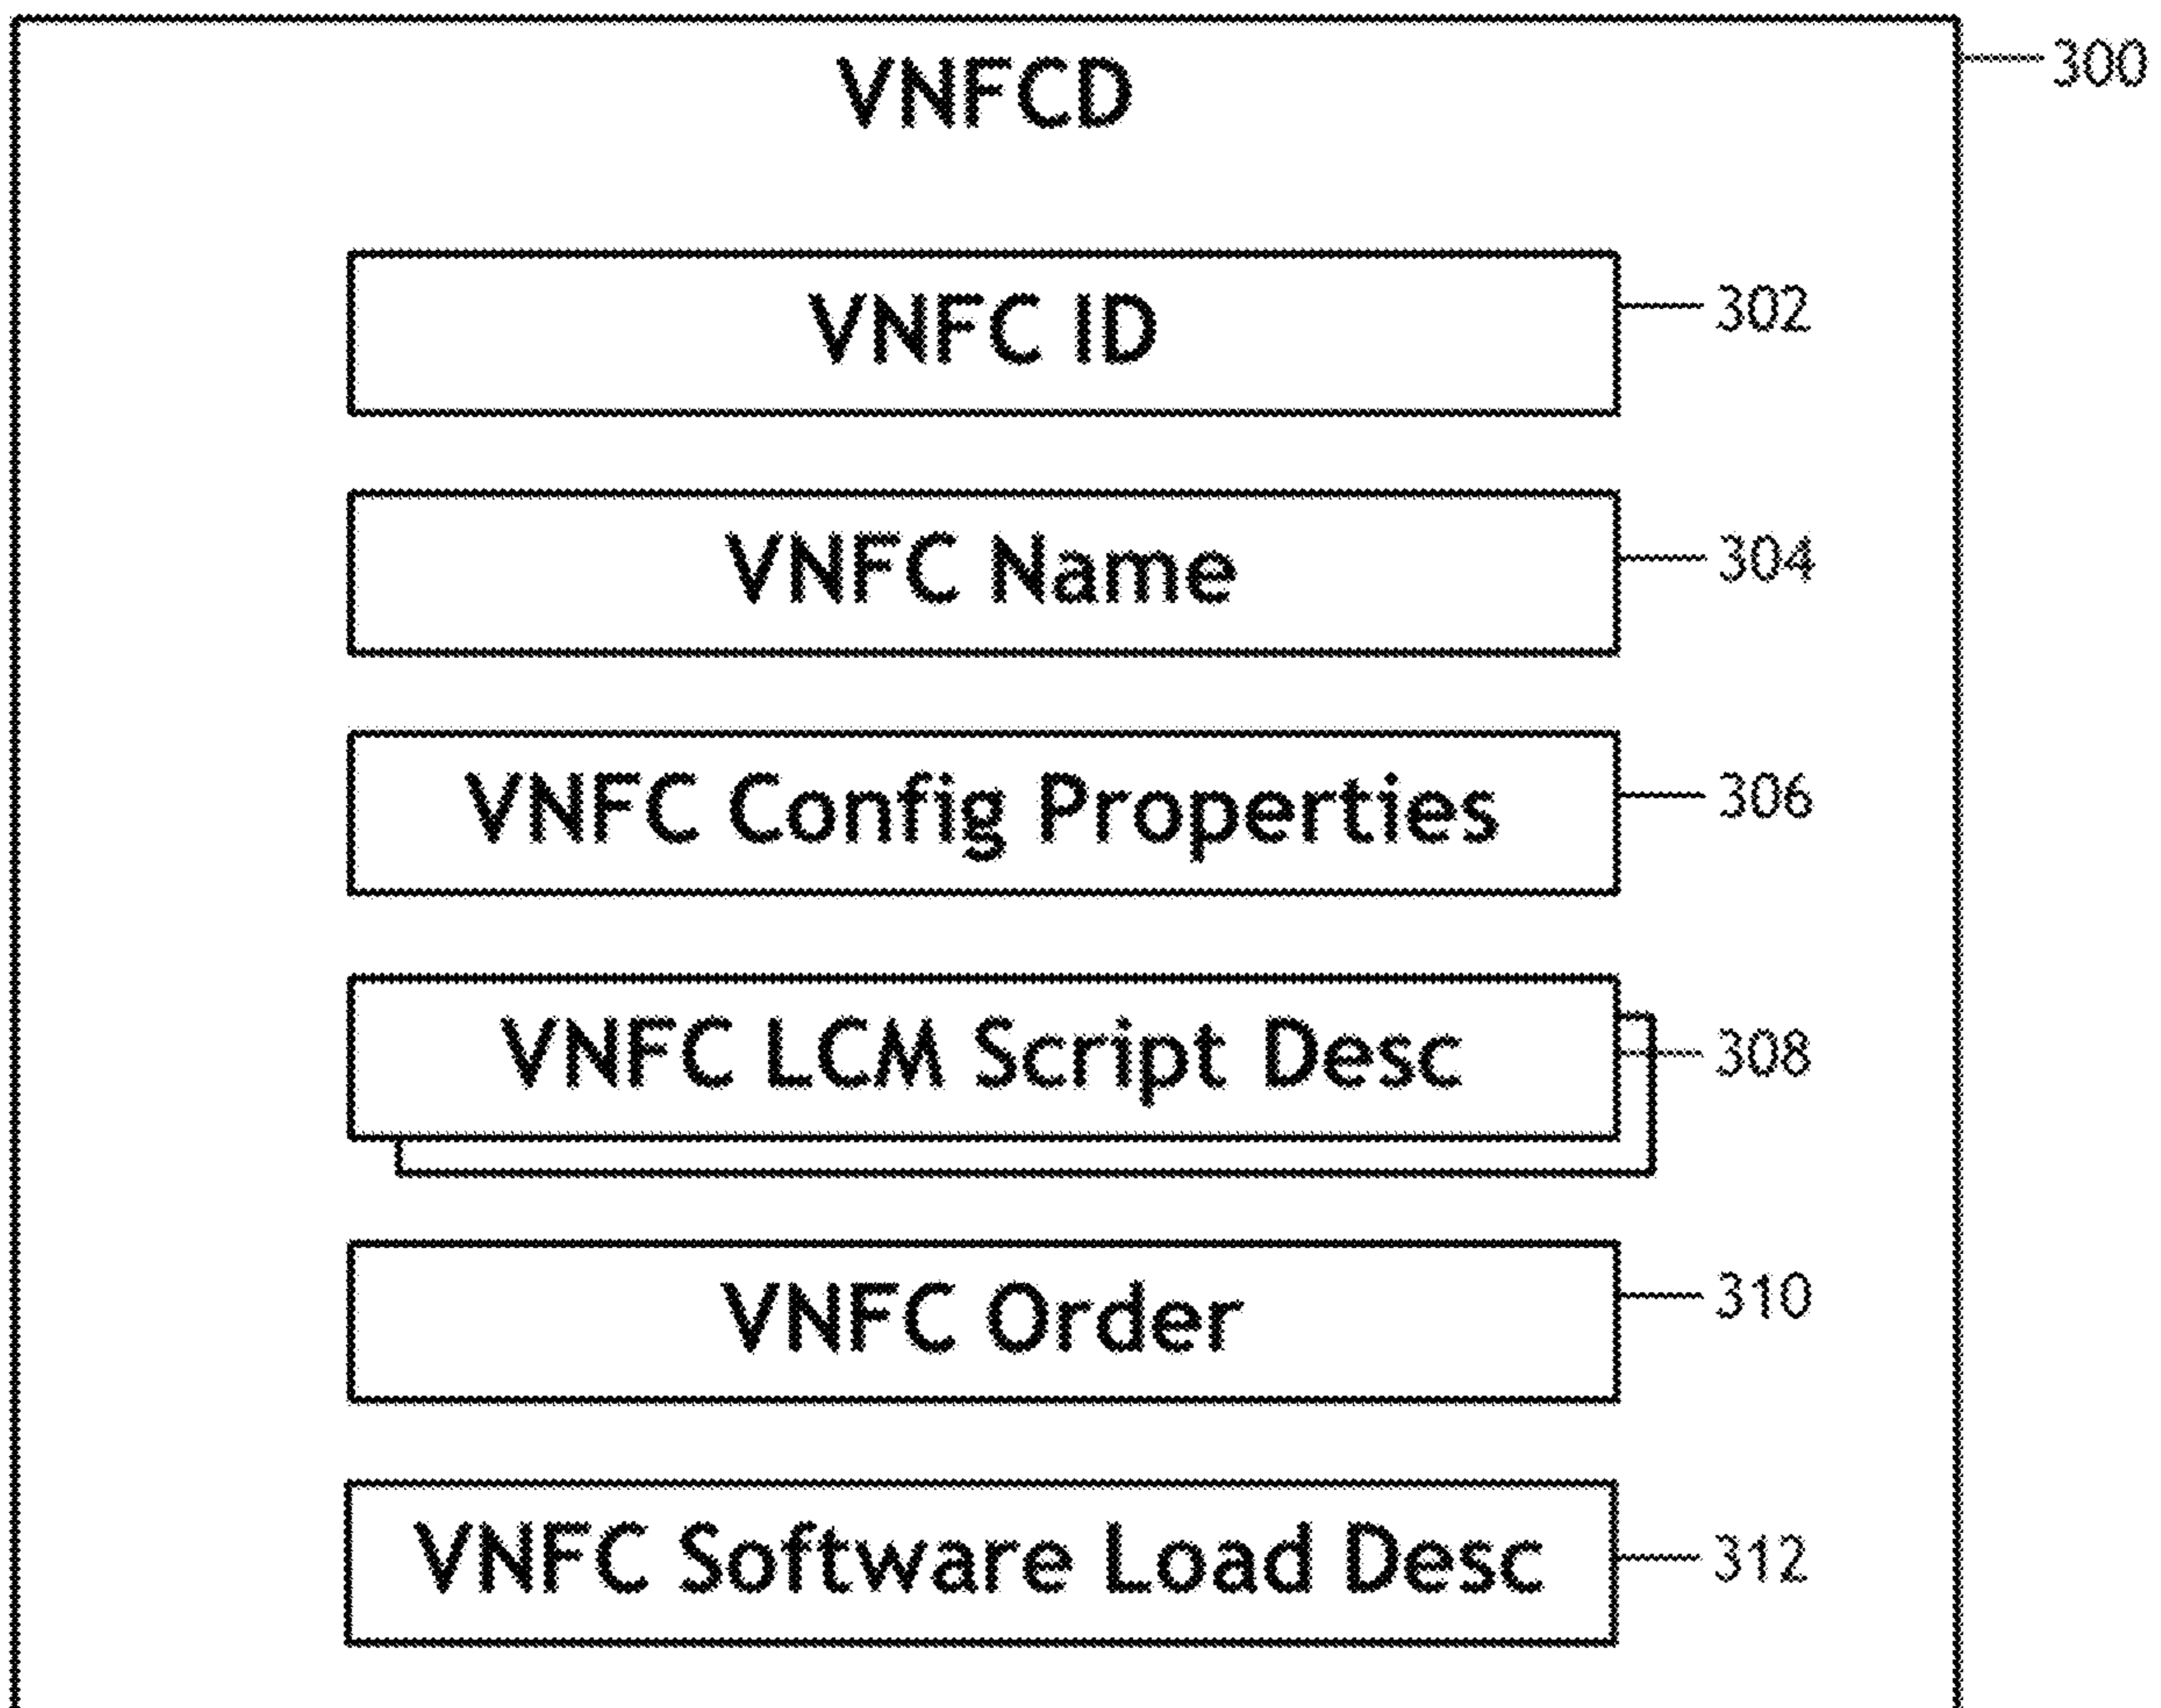 VNFCD
300
VNFC ID
302
VNFC Name
304
VNFC Config Properties
306
VNFC LCM Script Desc
308
VNFC Order
310
VNFC Software Load Desc
312